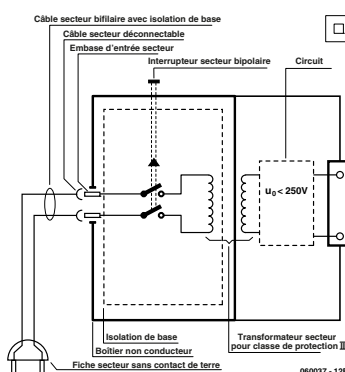 Câble secteur bifilaire avec isolation de base
Câble secteur déconnectable
Embase d'entrée secteur
Interrupteur secteur bipolaire
Circuit
u₀ < 250V
Isolation de base
Boîtier non conducteur
Fiche secteur sans contact de terre
Transformateur secteur
pour classe de protection II